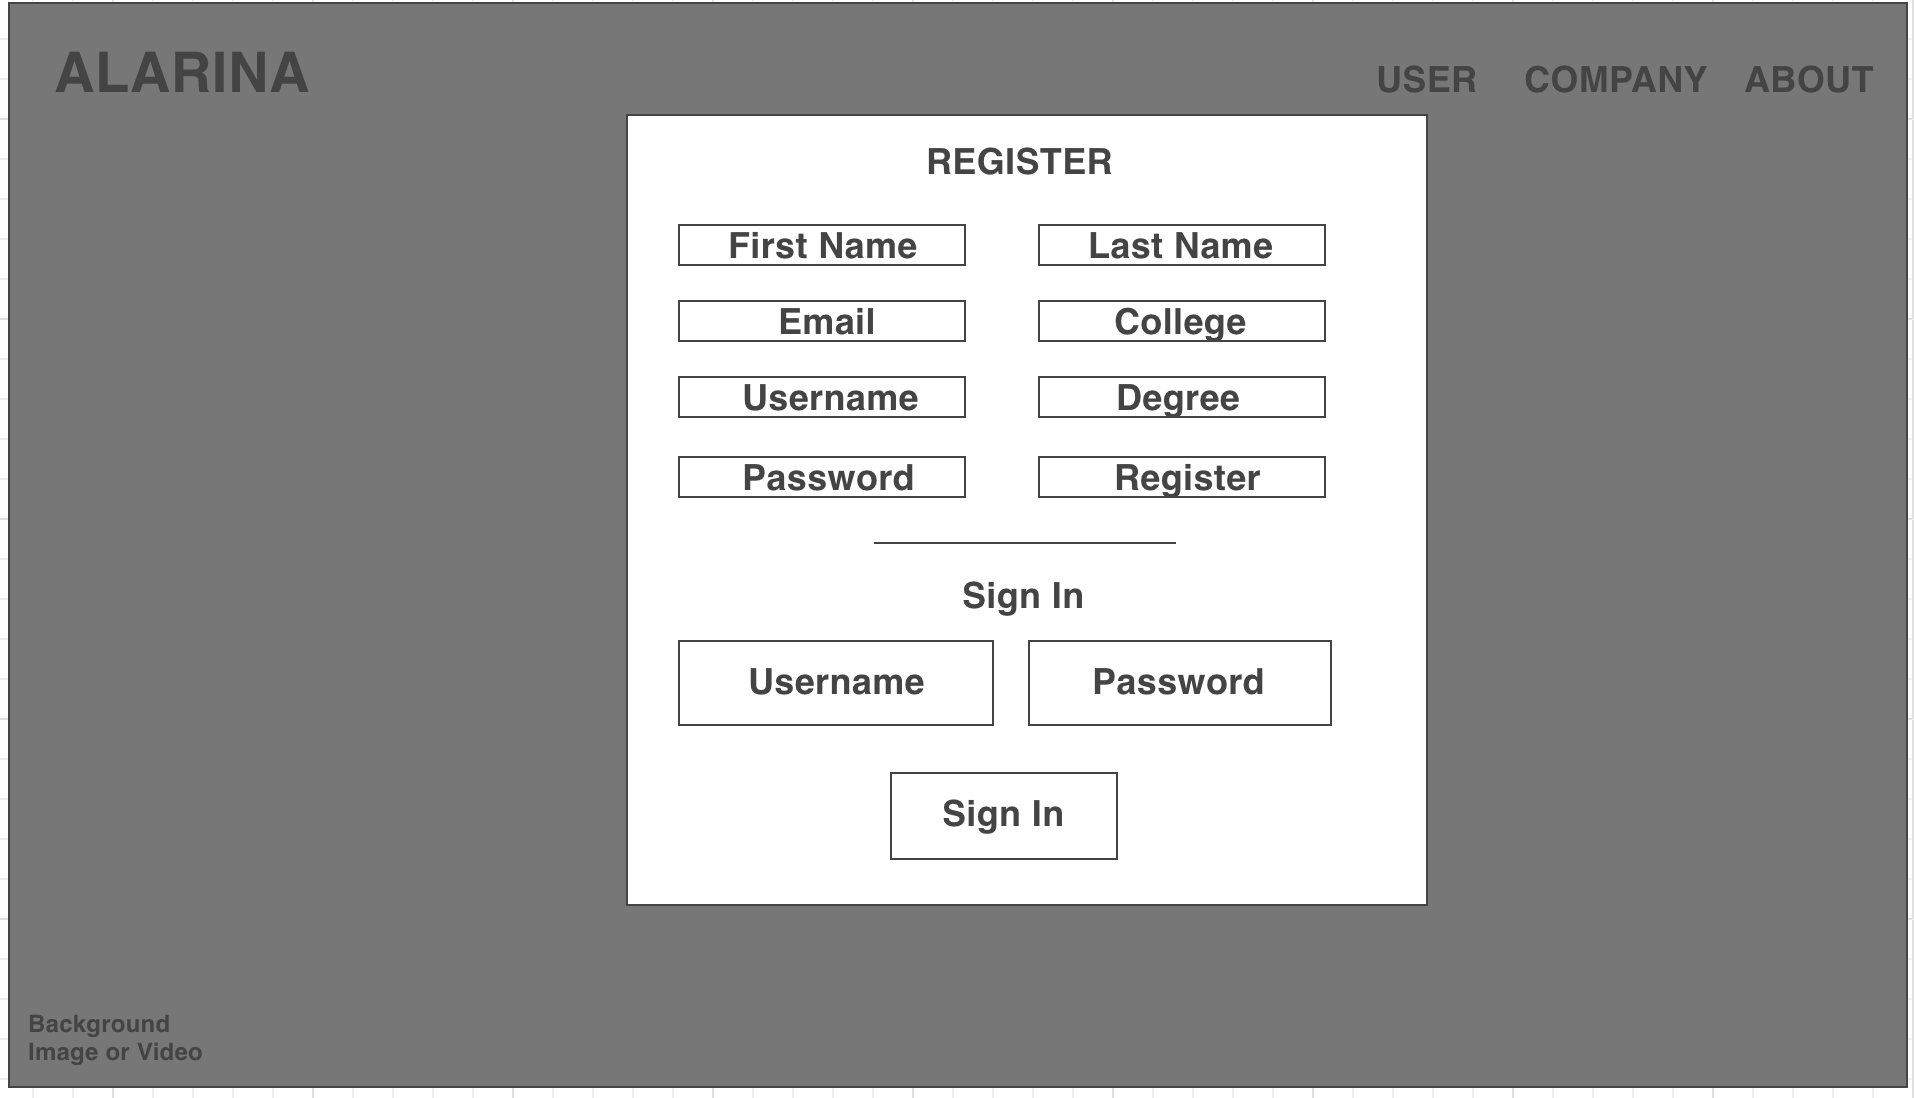 ALARINA
USER COMPANY ABOUT
REGISTER
First Name Last Name
Email College
Username Degree
Password Register
Sign In
Username Password
Sign In
Background
Image or Video